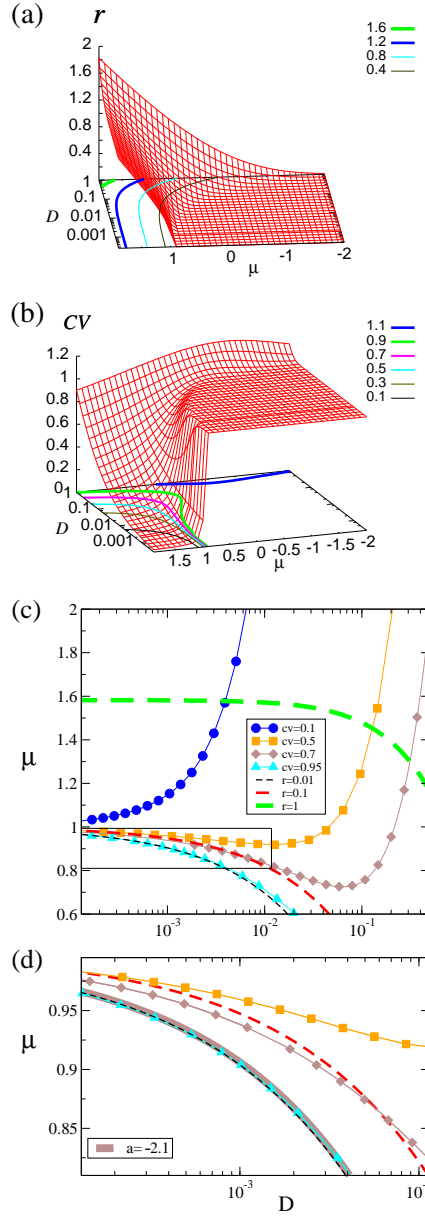 (a)
r
1.6
1.2
0.8
0.4
2
1.6
1.2
0.8
0.4
0
1
0.1
0.01
0.001
D
1
0
-1
-2
μ
(b)
CV
1.1
0.9
0.7
0.5
0.3
0.1
1.2
1
0.8
0.6
0.4
0.2
0
1
0.1
0.01
0.001
D
1.5
1
0.5
0
-0.5
-1
-1.5
-2
μ
(c)
2
1.8
1.6
1.4
1.2
1
0.8
0.6
μ
cv=0.1
cv=0.5
cv=0.7
cv=0.95
r=0.01
r=0.1
r=1
10-3
10-2
10-1
(d)
0.95
0.9
0.85
μ
a= -2.1
10-3
D